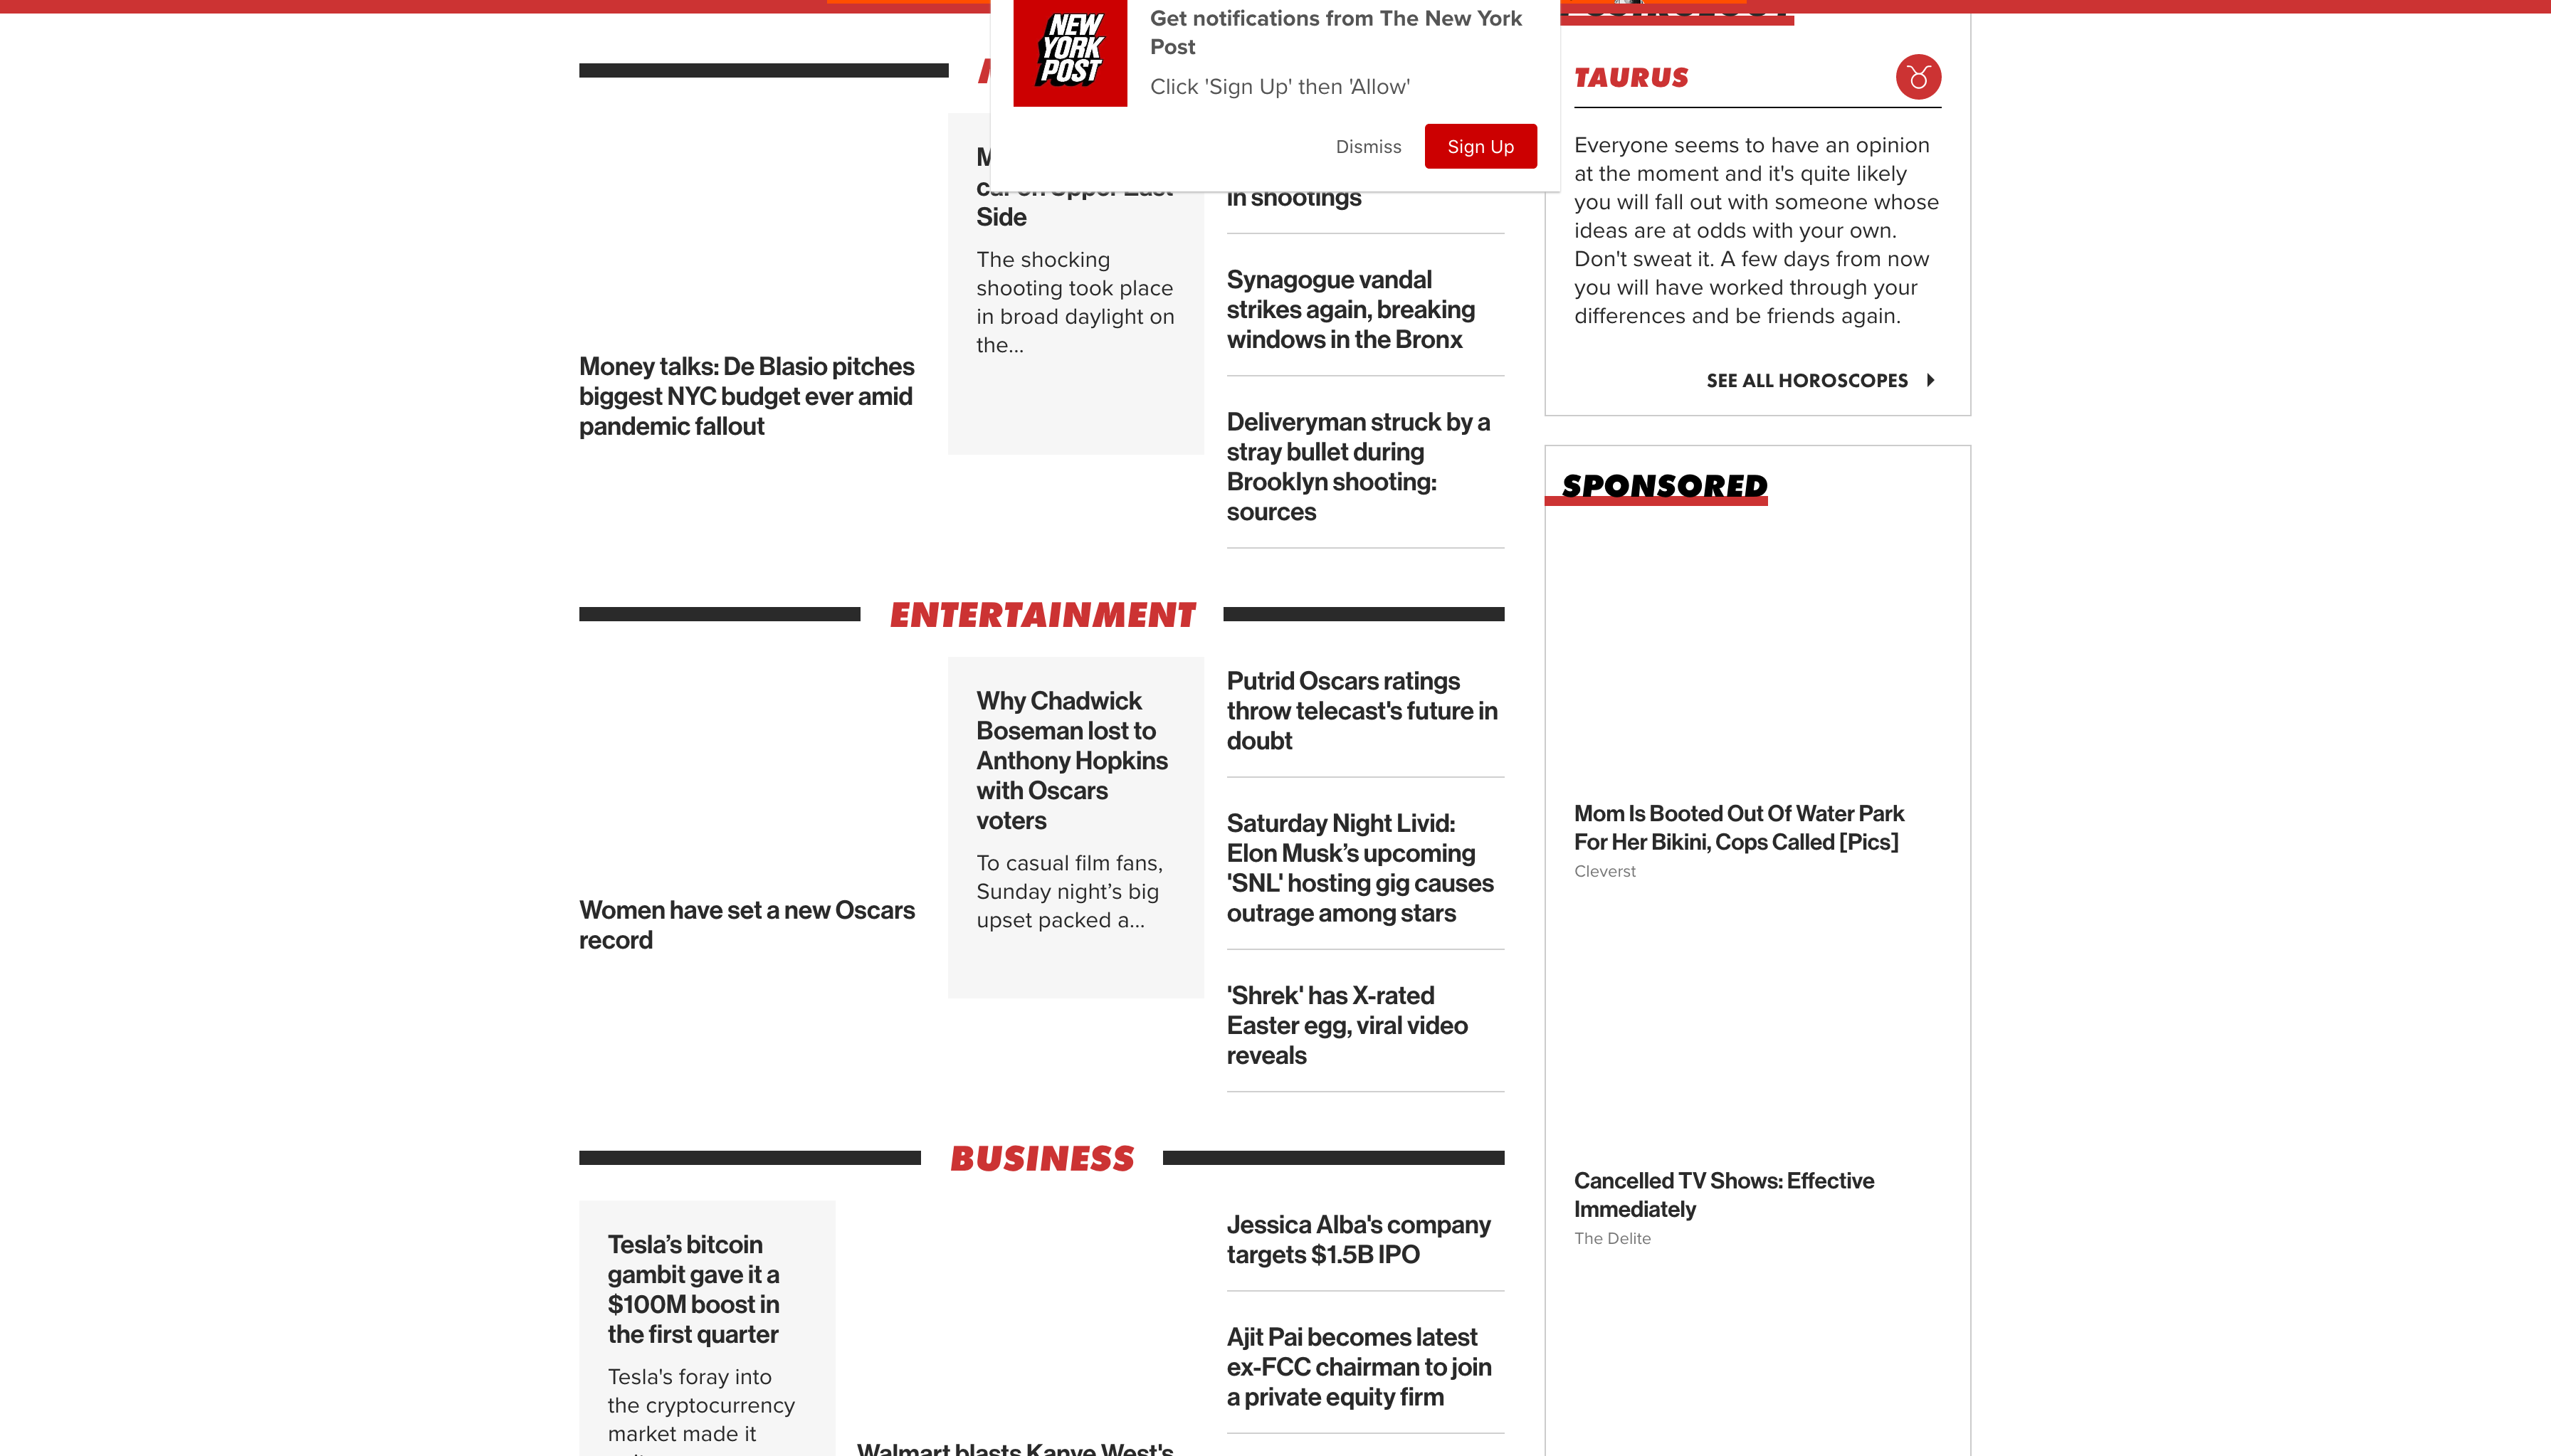 NEW
YORK
POST
Get notifications from The New York
Post
Click 'Sign Up' then 'Allow'
Dismiss
Sign Up
Side
The shocking
shooting took place
in broad daylight on
the...
Money talks: De Blasio pitches
biggest NYC budget ever amid
pandemic fallout
in shootings
Synagogue vandal
strikes again, breaking
windows in the Bronx
Deliveryman struck by a
stray bullet during
Brooklyn shooting:
sources
ENTERTAINMENT
Women have set a new Oscars
record
Why Chadwick
Boseman lost to
Anthony Hopkins
with Oscars
voters
To casual film fans,
Sunday night’s big
upset packed a...
Putrid Oscars ratings
throw telecast's future in
doubt
Saturday Night Livid:
Elon Musk’s upcoming
'SNL' hosting gig causes
outrage among stars
'Shrek' has X-rated
Easter egg, viral video
reveals
BUSINESS
Tesla’s bitcoin
gambit gave it a
$100M boost in
the first quarter
Tesla's foray into
the cryptocurrency
market made it
Walmart blasts Kanye West's
Jessica Alba's company
targets $1.5B IPO
Ajit Pai becomes latest
ex-FCC chairman to join
a private equity firm
TAURUS
Everyone seems to have an opinion
at the moment and it's quite likely
you will fall out with someone whose
ideas are at odds with your own.
Don't sweat it. A few days from now
you will have worked through your
differences and be friends again.
SEE ALL HOROSCOPES
SPONSORED
Mom Is Booted Out Of Water Park
For Her Bikini, Cops Called [Pics]
Cleverst
Cancelled TV Shows: Effective
Immediately
The Delite